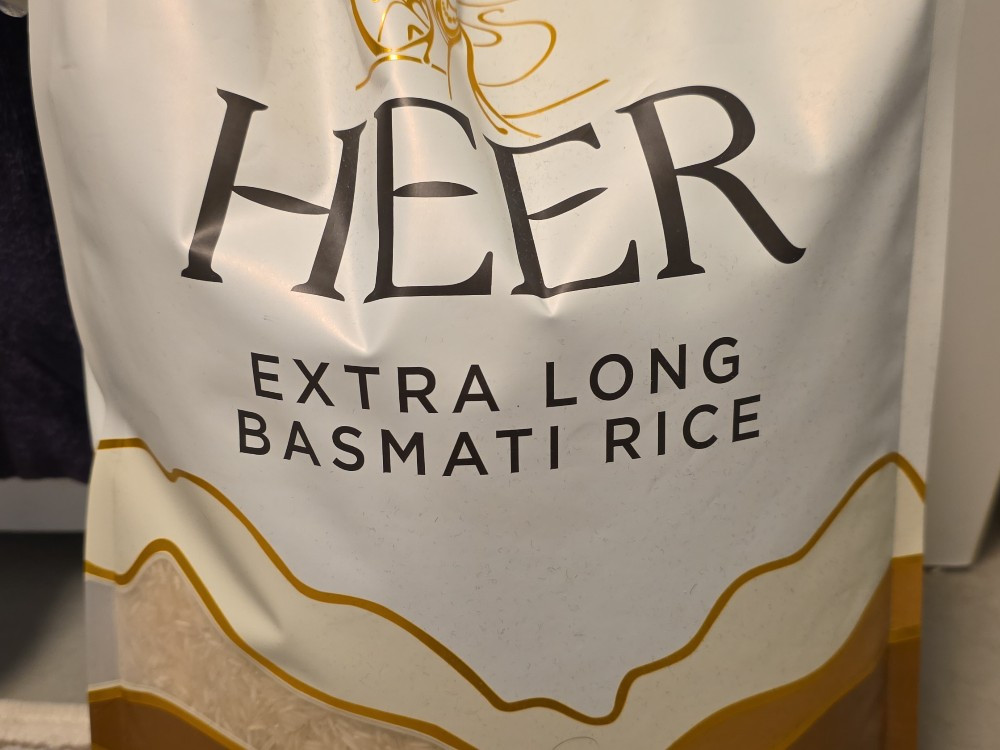 HEER
EXTRA LONG
BASMATI RICE